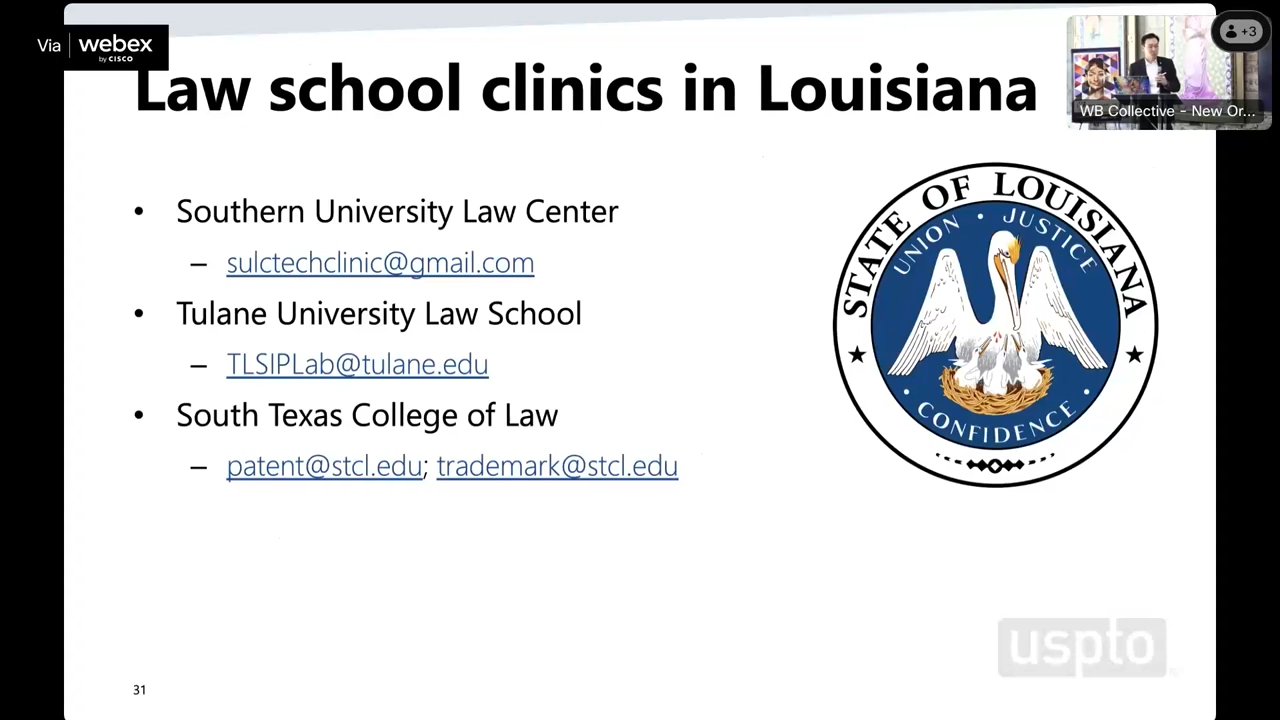 Via webex
by CISCO
+3
WB Collective - New Or...
Law school clinics in Louisiana
• Southern University Law Center
– sulctechclinic@gmail.com
• Tulane University Law School
– TLSIPLab@tulane.edu
• South Texas College of Law
– patent@stcl.edu; trademark@stcl.edu
STATE OF LOUISIANA
UNION • JUSTICE
• CONFIDENCE •
uspto
31